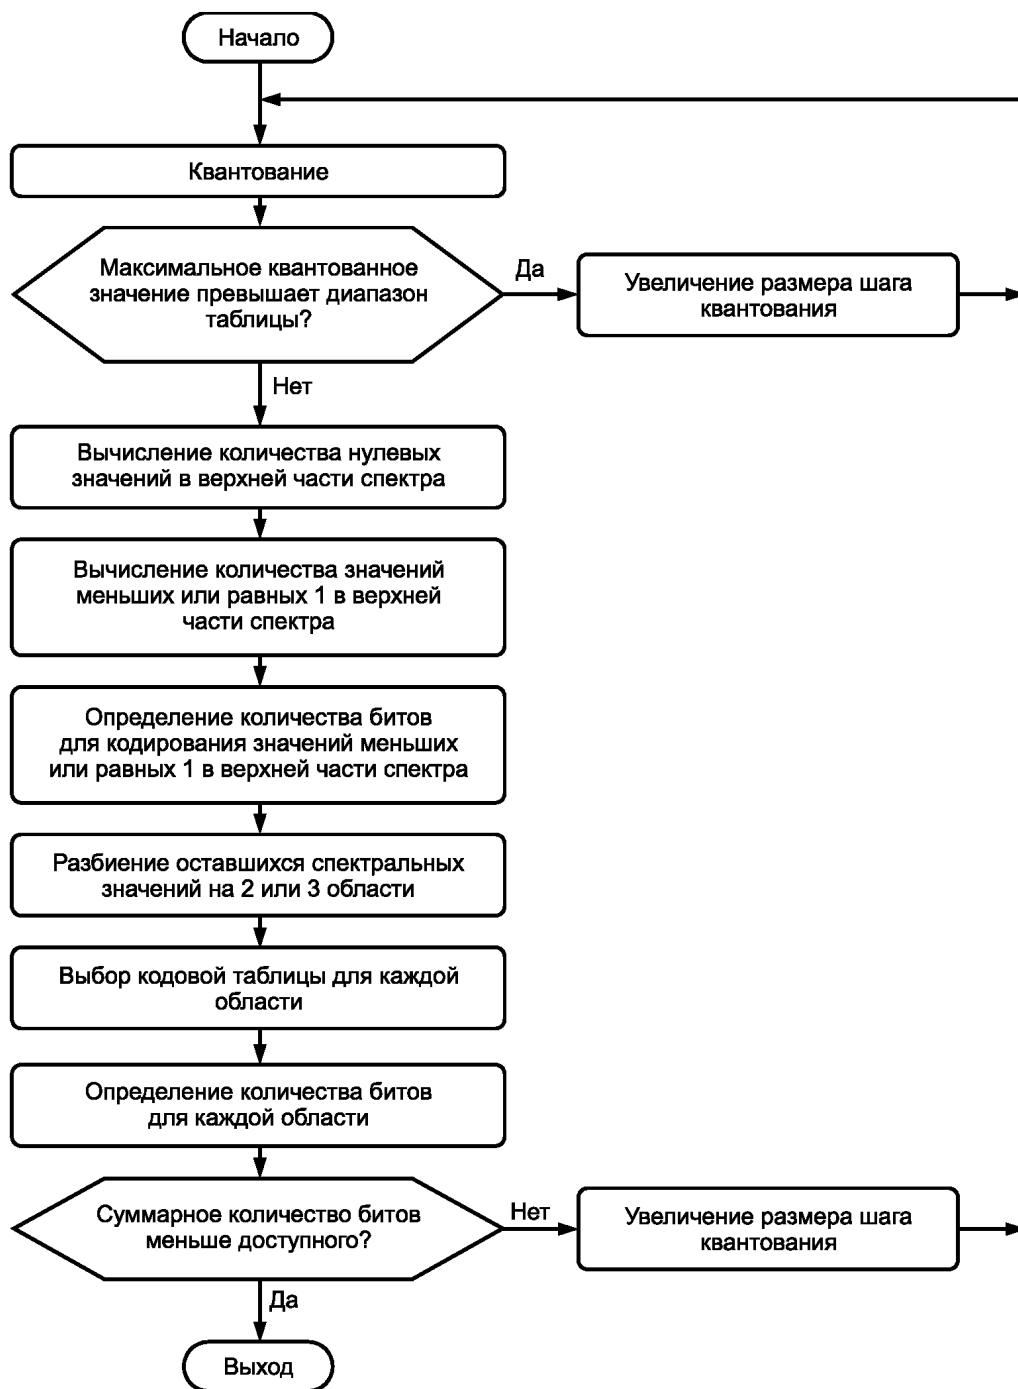 Начало
Квантование
Максимальное квантованное
значение превышает диапазон
таблицы?
Да
Увеличение размера шага
квантования
Нет
Вычисление количества нулевых
значений в верхней части спектра
Вычисление количества значений
меньших или равных 1 в верхней
части спектра
Определение количества битов
для кодирования значений меньших
или равных 1 в верхней части спектра
Разбиение оставшихся спектральных
значений на 2 или 3 области
Выбор кодовой таблицы для каждой
области
Определение количества битов
для каждой области
Суммарное количество битов
меньше доступного?
Нет
Увеличение размера шага
квантования
Да
Выход